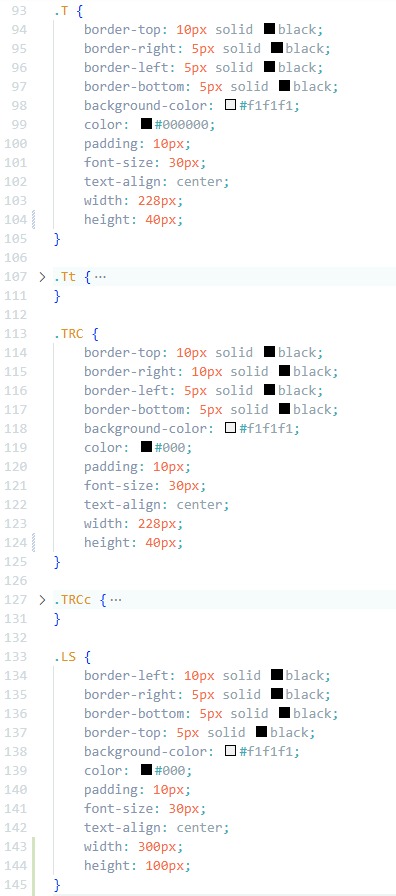 93 .T {
94 border-top: 10px solid black;
95 border-right: 5px solid black;
96 border-left: 5px solid black;
97 border-bottom: 5px solid black;
98 background-color: #f1f1f1;
99 color: #000000;
100 padding: 10px;
101 font-size: 30px;
102 text-align: center;
103 width: 228px;
104 height: 40px;
105 }
106
107 > .Tt { ···
111 }
112
113 .TRC {
114 border-top: 10px solid black;
115 border-right: 10px solid black;
116 border-left: 5px solid black;
117 border-bottom: 5px solid black;
118 background-color: #f1f1f1;
119 color: #000;
120 padding: 10px;
121 font-size: 30px;
122 text-align: center;
123 width: 228px;
124 height: 40px;
125 }
126
127 > .TRCc { ···
131 }
132
133 .LS {
134 border-left: 10px solid black;
135 border-right: 5px solid black;
136 border-bottom: 5px solid black;
137 border-top: 5px solid black;
138 background-color: #f1f1f1;
139 color: #000;
140 padding: 10px;
141 font-size: 30px;
142 text-align: center;
143 width: 300px;
144 height: 100px;
145 }